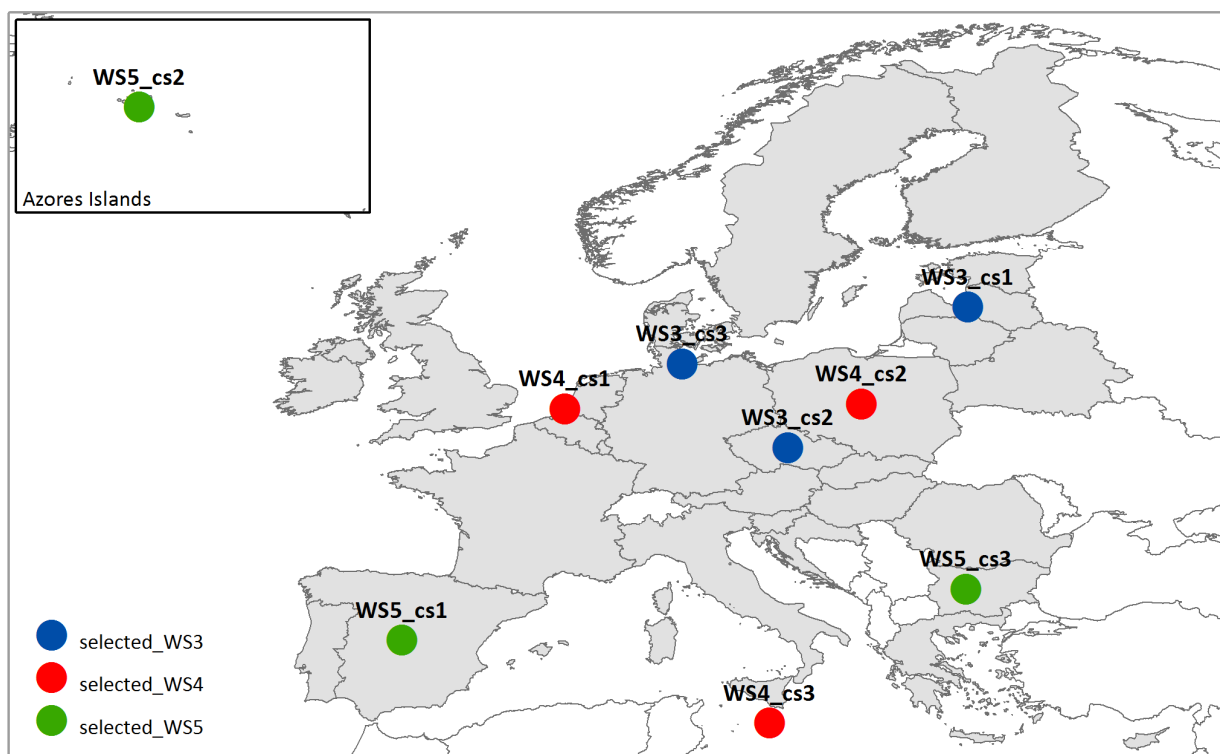 WS5_cs2
Azores Islands
WS3_cs1
WS3_cs3
WS4_cs1
WS4_cs2
WS3_cs2
WS5_cs3
WS5_cs1
selected_WS3
selected_WS4
WS4_cs3
selected_WS5